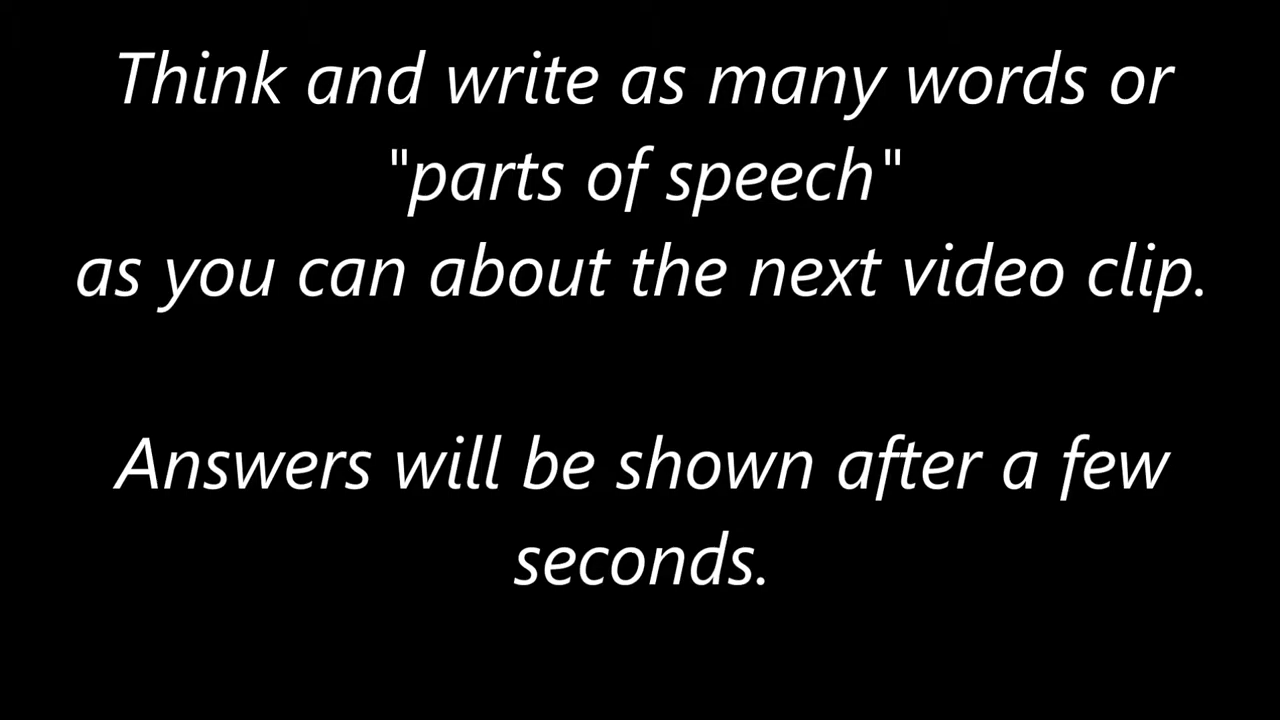 Think and write as many words or
"parts of speech"
as you can about the next video clip.
Answers will be shown after a few
seconds.